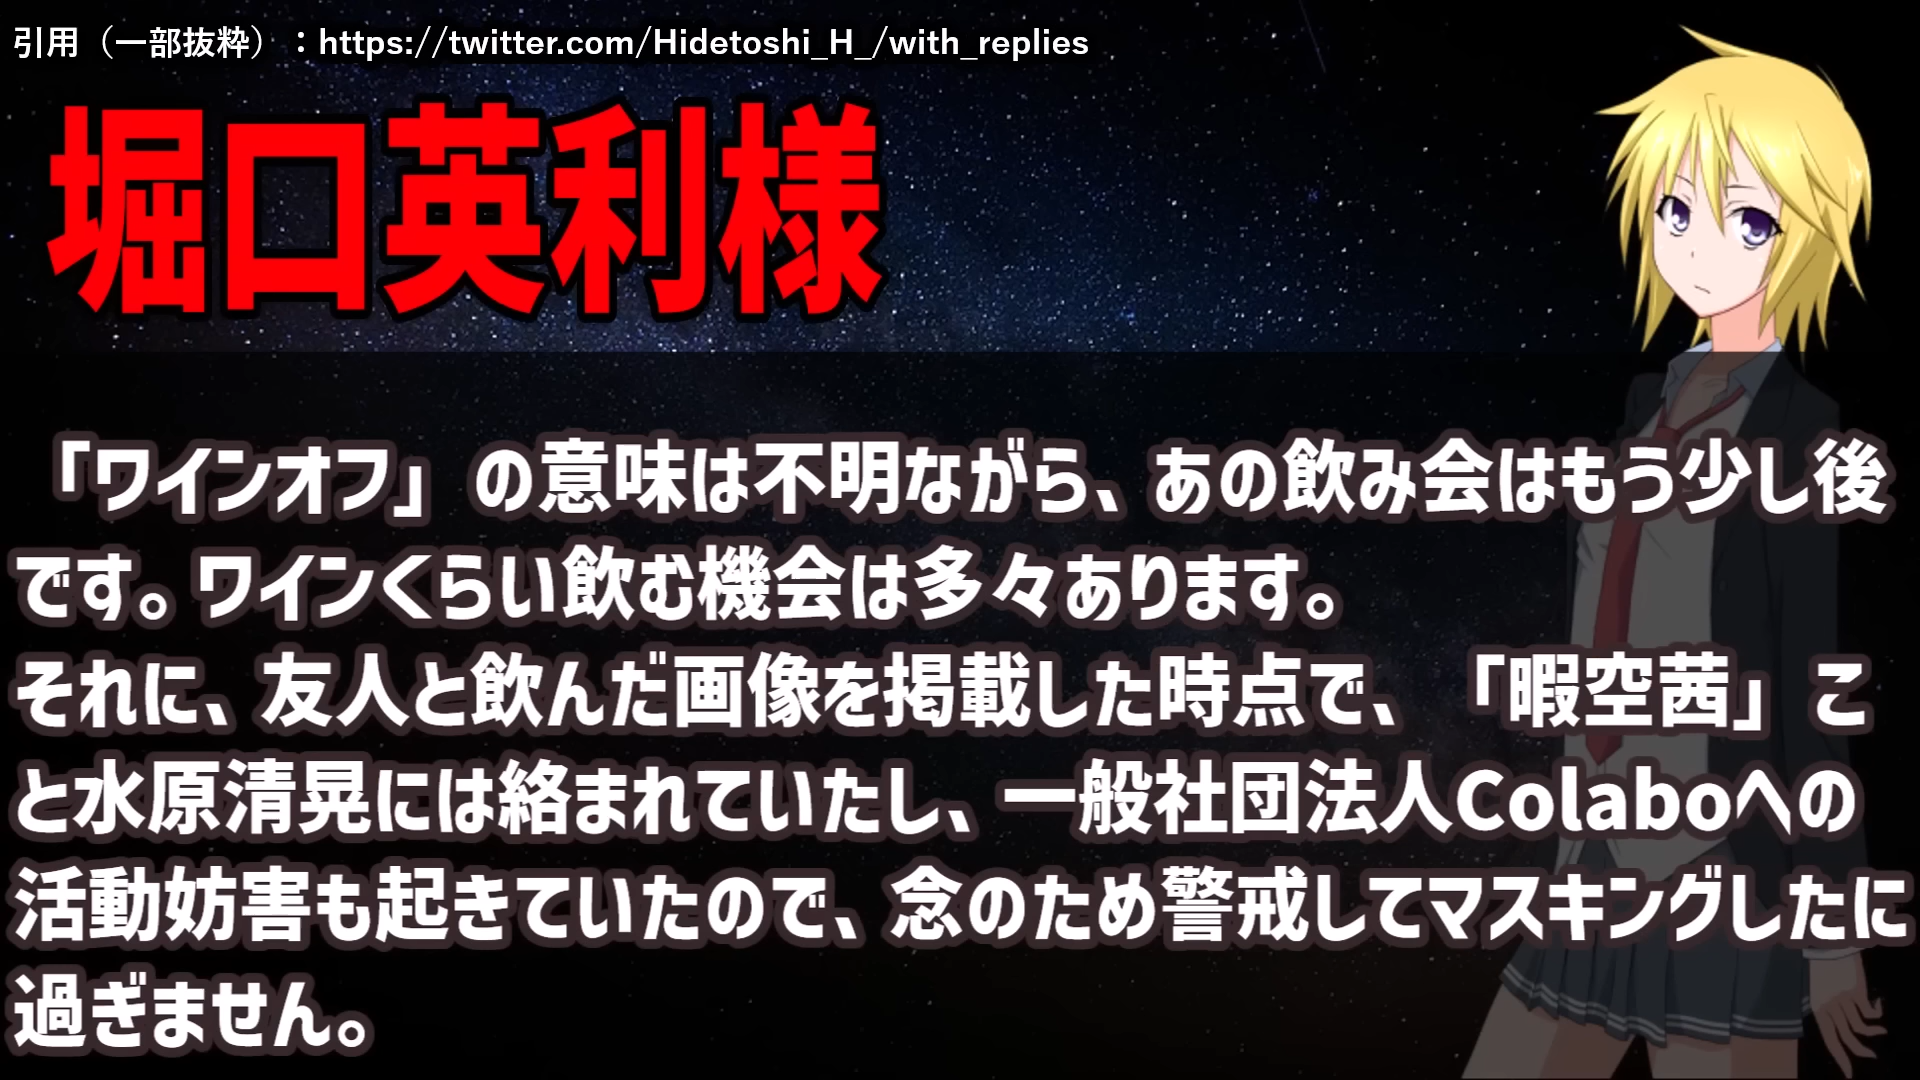 引用（一部抜粋）：https://twitter.com/Hidetoshi_H_/with_replies
堀口英利様
「ワインオフ」の意味は不明ながら、あの飲み会はもう少し後
です。ワインくらい飲む機会は多々あります。
それに、友人と飲んだ画像を掲載した時点で、「暇空茜」こ
と水原清晃には絡まれていたし、一般社団法人Colaboへの
活動妨害も起きていたので、念のため警戒してマスキングしたに
過ぎません。